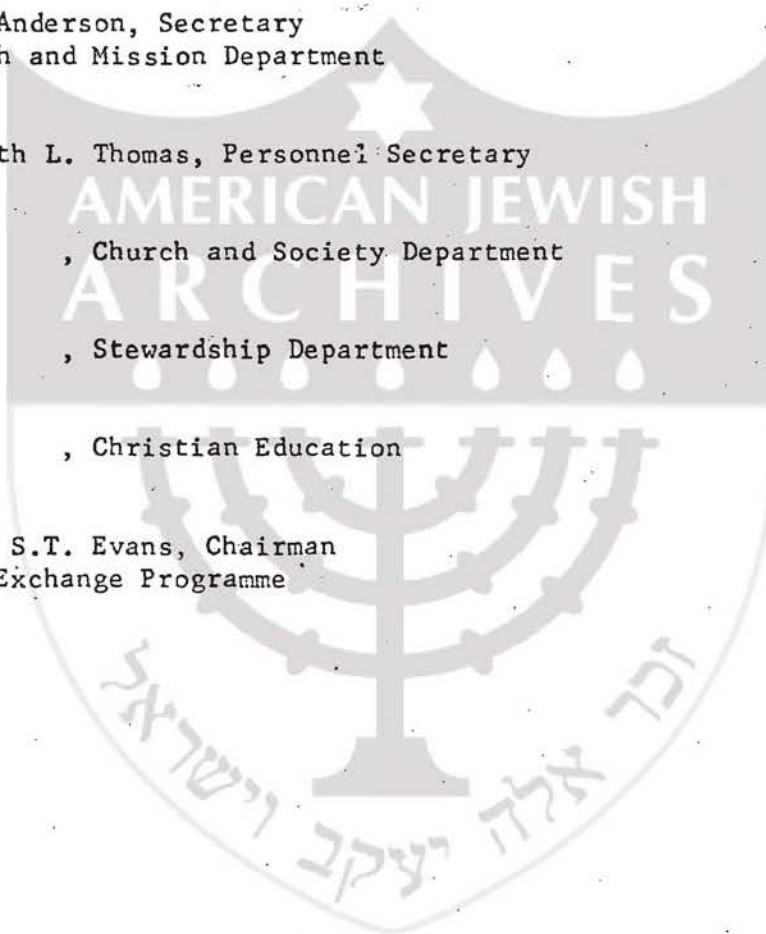 Anderson, Secretary
h and Mission Department
th L. Thomas, Personnel Secretary
AMERICAN JEWISH
, Church and Society Department
ARCHIVES
, Stewardship Department
, Christian Education
S.T. Evans, Chairman
Exchange Programme
זכר אלה יעקב וישראל